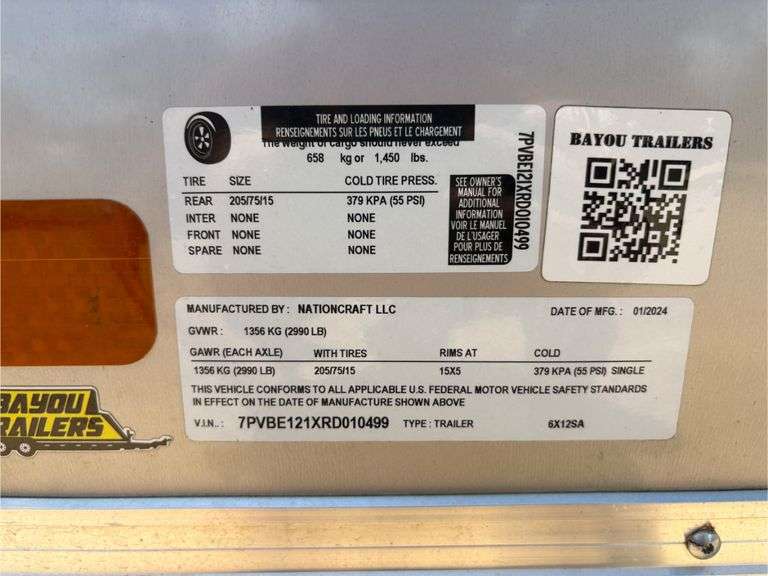 TIRE AND LOADING INFORMATION
RENSEIGNEMENTS SUR LES PNEUS ET LE CHARGEMENT
The weight of cargo should never exceed
658 kg or 1,450 lbs.
TIRE SIZE COLD TIRE PRESS.
REAR 205/75/15 379 KPA (55 PSI)
INTER NONE NONE
FRONT NONE NONE
SPARE NONE NONE
SEE OWNER'S
MANUAL FOR
ADDITIONAL
INFORMATION
VOIR LE MANUEL
DE L'USAGER
POUR PLUS DE
RENSEIGNEMENTS
7PVBE121XRD010499
BAYOU TRAILERS
MANUFACTURED BY : NATIONCRAFT LLC DATE OF MFG. : 01/2024
GVWR : 1356 KG (2990 LB)
GAWR (EACH AXLE) WITH TIRES RIMS AT COLD
1356 KG (2990 LB) 205/75/15 15X5 379 KPA (55 PSI) SINGLE
THIS VEHICLE CONFORMS TO ALL APPLICABLE U.S. FEDERAL MOTOR VEHICLE SAFETY STANDARDS
IN EFFECT ON THE DATE OF MANUFACTURE SHOWN ABOVE
V.I.N.. : 7PVBE121XRD010499 TYPE : TRAILER 6X12SA
BAYOU
TRAILERS